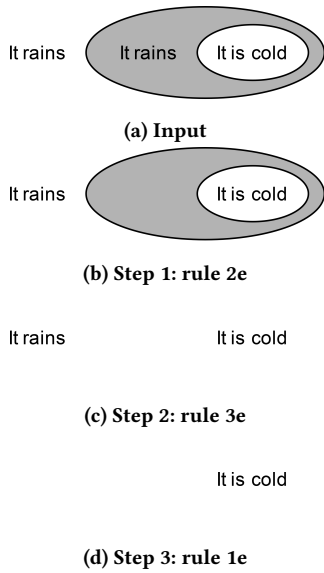 It rains It rains It is cold
(a) Input
It rains It is cold
(b) Step 1: rule 2e
It rains It is cold
(c) Step 2: rule 3e
It is cold
(d) Step 3: rule 1e